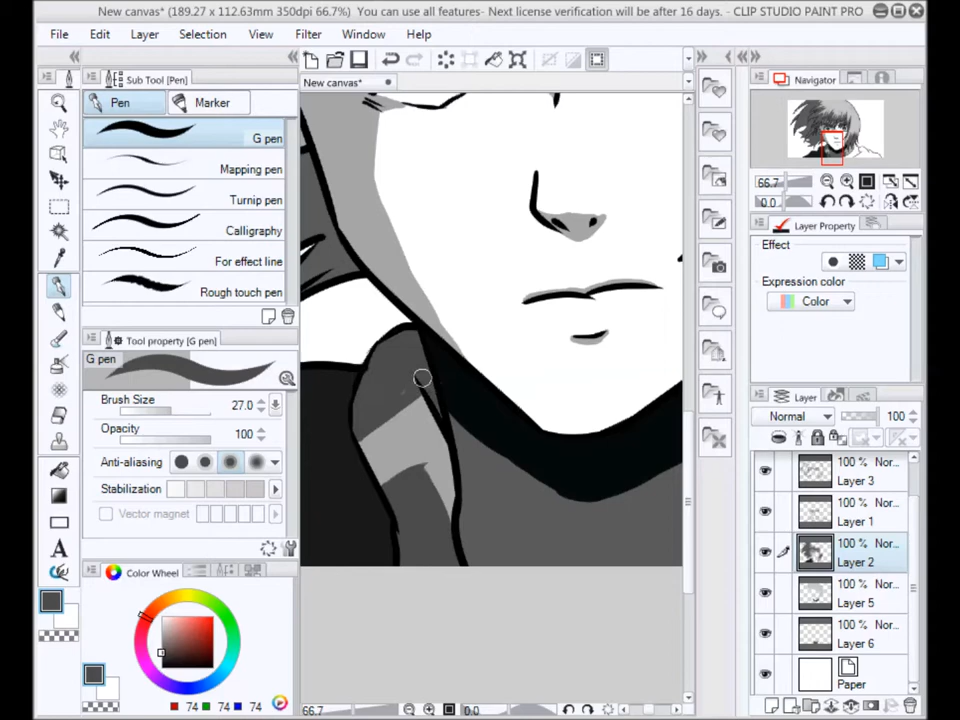 New canvas* (189.27 x 112.63mm 350dpi 66.7%)  You can use all features- Next license verification will be after 16 days. - CLIP STUDIO PAINT PRO
File Edit Layer Selection View Filter Window Help
Sub Tool [Pen]
New canvas*
Navigator
Pen Marker
G pen
Mapping pen
Turnip pen
Calligraphy
For effect line
Rough touch pen
Tool property [G pen]
G pen
Brush Size 27.0
Opacity 100
Anti-aliasing
Stabilization
Vector magnet
Color Wheel
74 74 74
66.7 0.0
66.7
0.0
Layer Property
Effect
Expression color
Color
Layer
Normal 100
100 % Nor...
Layer 3
100 % Nor...
Layer 1
100 % Nor...
Layer 2
100 % Nor...
Layer 5
100 % Nor...
Layer 6
Paper